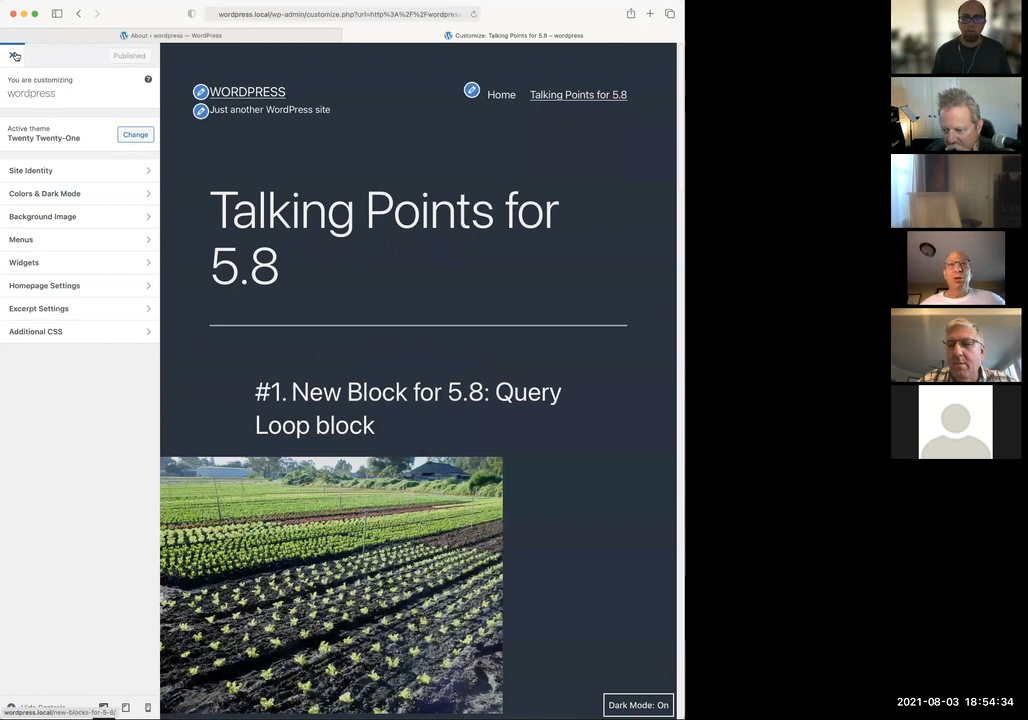 wordpress.local/wp-admin/customize.php?url=http%3A%2F%2Fwordpres
About ‹ wordpress — WordPress
Customize: Talking Points for 5.8 – wordpress
Published
You are customizing
wordpress
Active theme
Twenty Twenty-One
Change
Site Identity
Colors & Dark Mode
Background Image
Menus
Widgets
Homepage Settings
Excerpt Settings
Additional CSS
Hide Controls
wordpress.local/new-blocks-for-5-8/
WORDPRESS
Just another WordPress site
Home
Talking Points for 5.8
Talking Points for
5.8
#1. New Block for 5.8: Query
Loop block
Dark Mode: On
2021-08-03 18:54:34